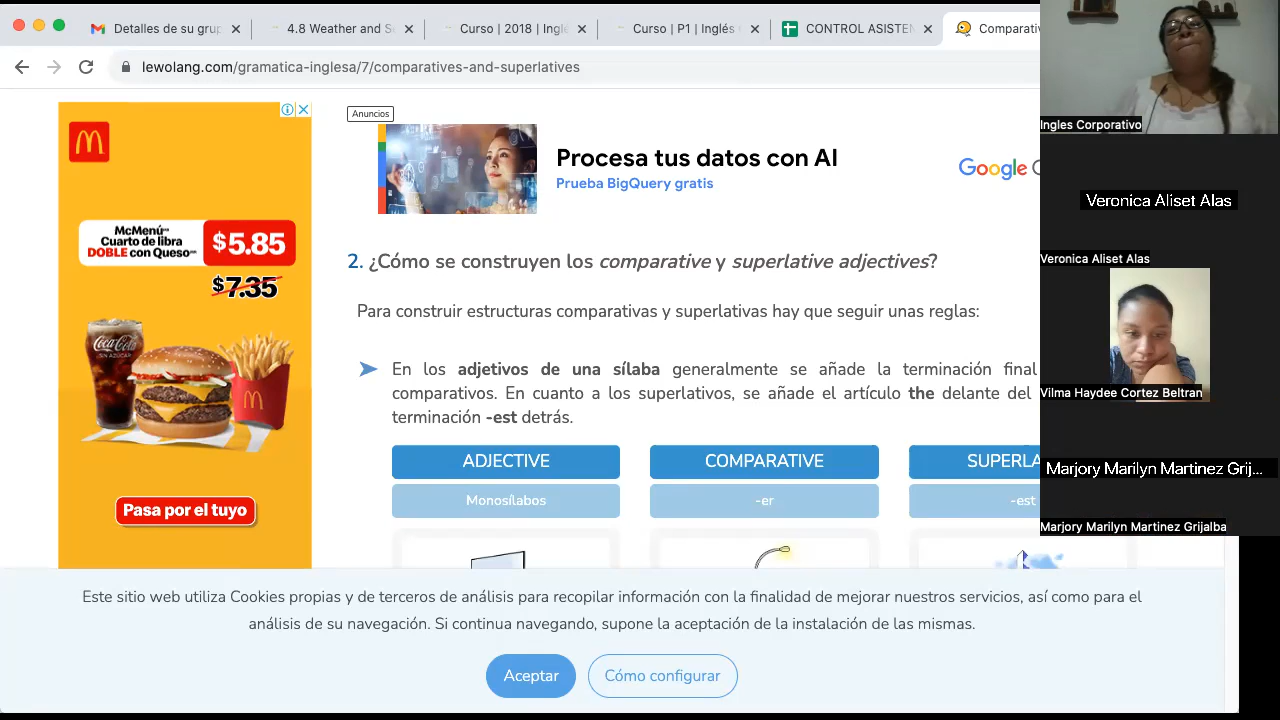 Detalles de su grup
4.8 Weather and Se
Curso | 2018 | Inglé
Curso | P1 | Inglés C
CONTROL ASISTEN
Comparativ
lewolang.com/gramatica-inglesa/7/comparatives-and-superlatives
McMenú
Cuarto de libra
DOBLE con Queso
$5.85
$7.35
Coca-Cola
SIN AZÚCAR
Pasa por el tuyo
Anuncios
Procesa tus datos con AI
Prueba BigQuery gratis
Google C
2. ¿Cómo se construyen los comparative y superlative adjectives?
Para construir estructuras comparativas y superlativas hay que seguir unas reglas:
En los adjetivos de una sílaba generalmente se añade la terminación final
comparativos. En cuanto a los superlativos, se añade el artículo the delante del
terminación -est detrás.
ADJECTIVE
COMPARATIVE
SUPERLA
Monosílabos
-er
-est
Este sitio web utiliza Cookies propias y de terceros de análisis para recopilar información con la finalidad de mejorar nuestros servicios, así como para el
análisis de su navegación. Si continua navegando, supone la aceptación de la instalación de las mismas.
Aceptar
Cómo configurar
Ingles Corporativo
Veronica Aliset Alas
Veronica Aliset Alas
Vilma Haydee Cortez Beltran
Marjory Marilyn Martinez Grij...
Marjory Marilyn Martinez Grijalba